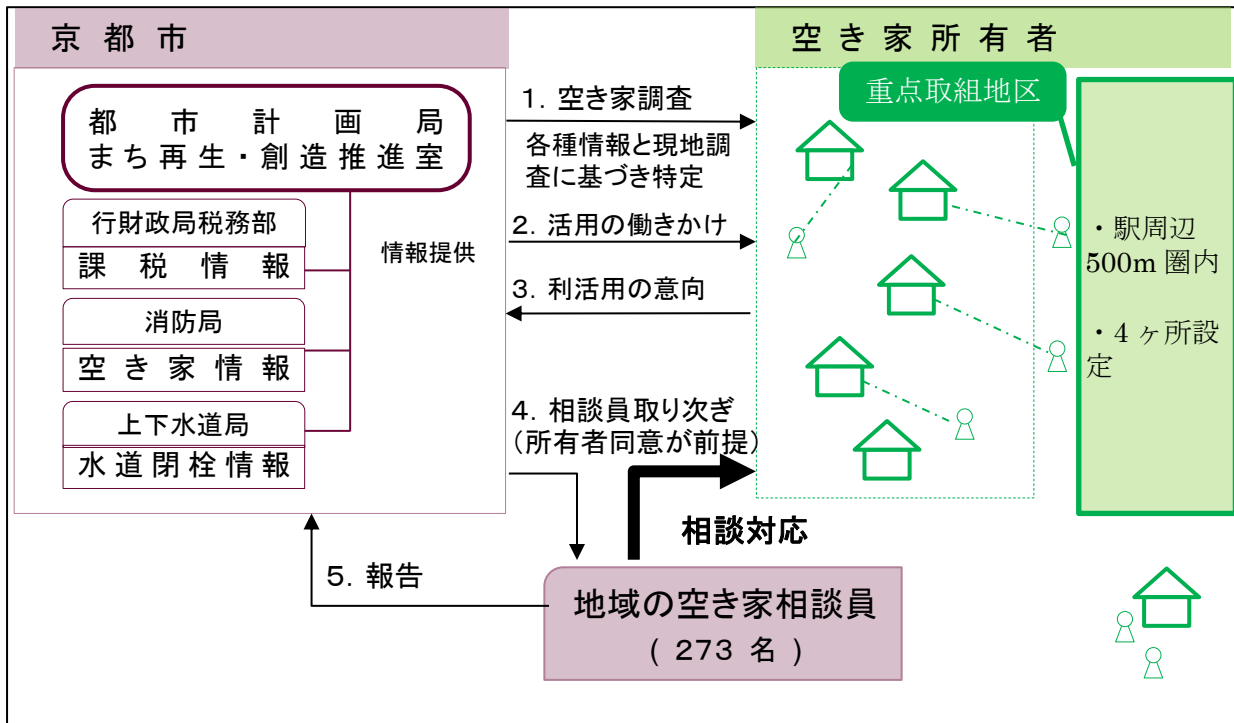 京都市
空き家所有者
重点取組地区
都市計画局
まち再生・創造推進室
行財政局税務部
課税情報
消防局
空き家情報
上下水道局
水道閉栓情報
情報提供
1．空き家調査
各種情報と現地調
査に基づき特定
2．活用の働きかけ
3．利活用の意向
4．相談員取り次ぎ
（所有者同意が前提）
・駅周辺
500m 圏内
・4 ヶ所設
定
相談対応
5．報告
地域の空き家相談員
( 273 名 )